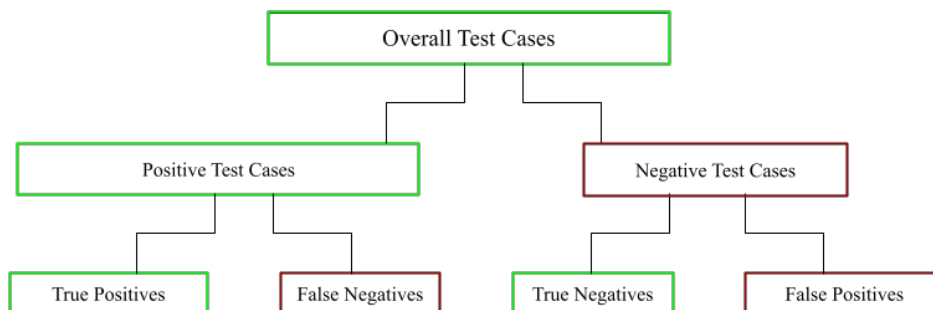 Overall Test Cases
Positive Test Cases
Negative Test Cases
True Positives
False Negatives
True Negatives
False Positives